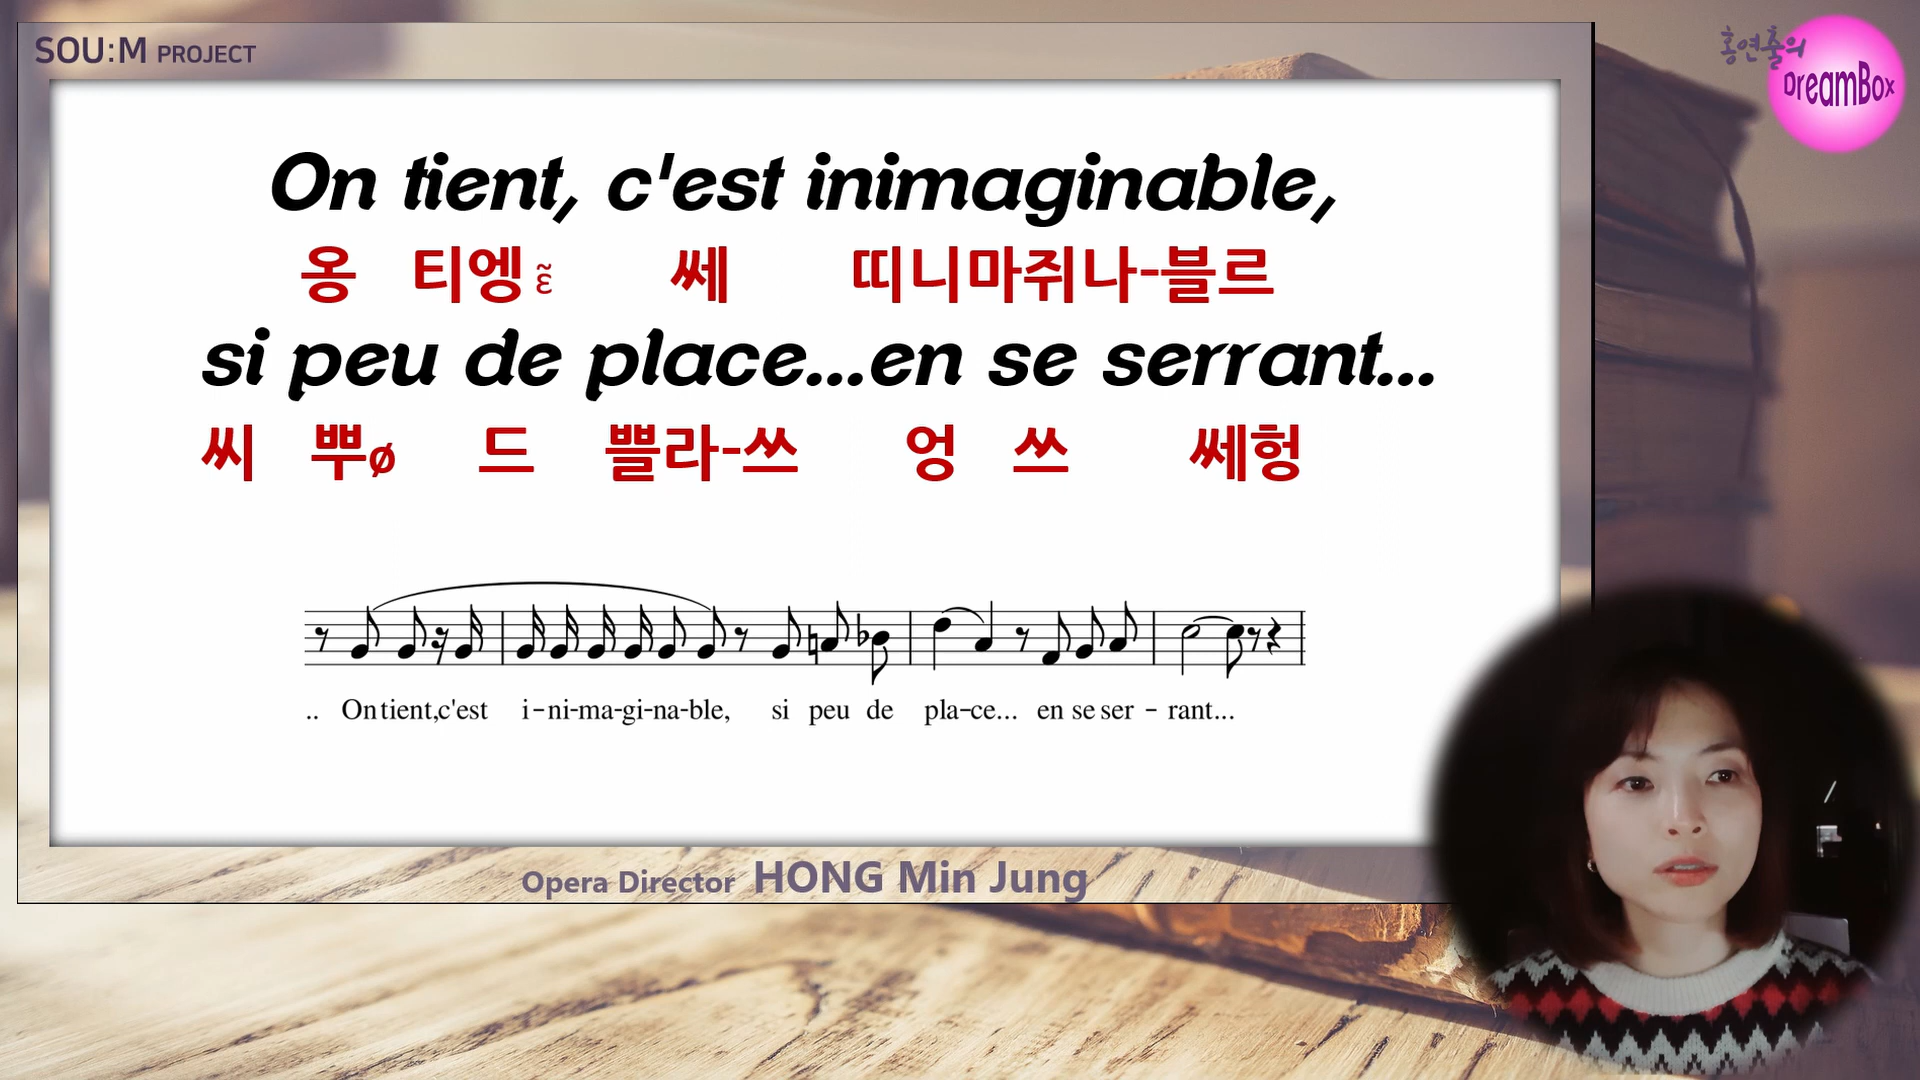 SOU:M PROJECT
홍연출의
DreamBox
On tient, c'est inimaginable,
옹 티엥 ɛ̃ 쎄 띠니마쥐나-블르
si peu de place...en se serrant...
씨 뿌ø 드 쁠라-쓰 엉 쓰 쎄헝
.. On tient, c'est i-ni-ma-gi-na-ble, si peu de pla-ce... en se ser - rant...
Opera Director HONG Min Jung